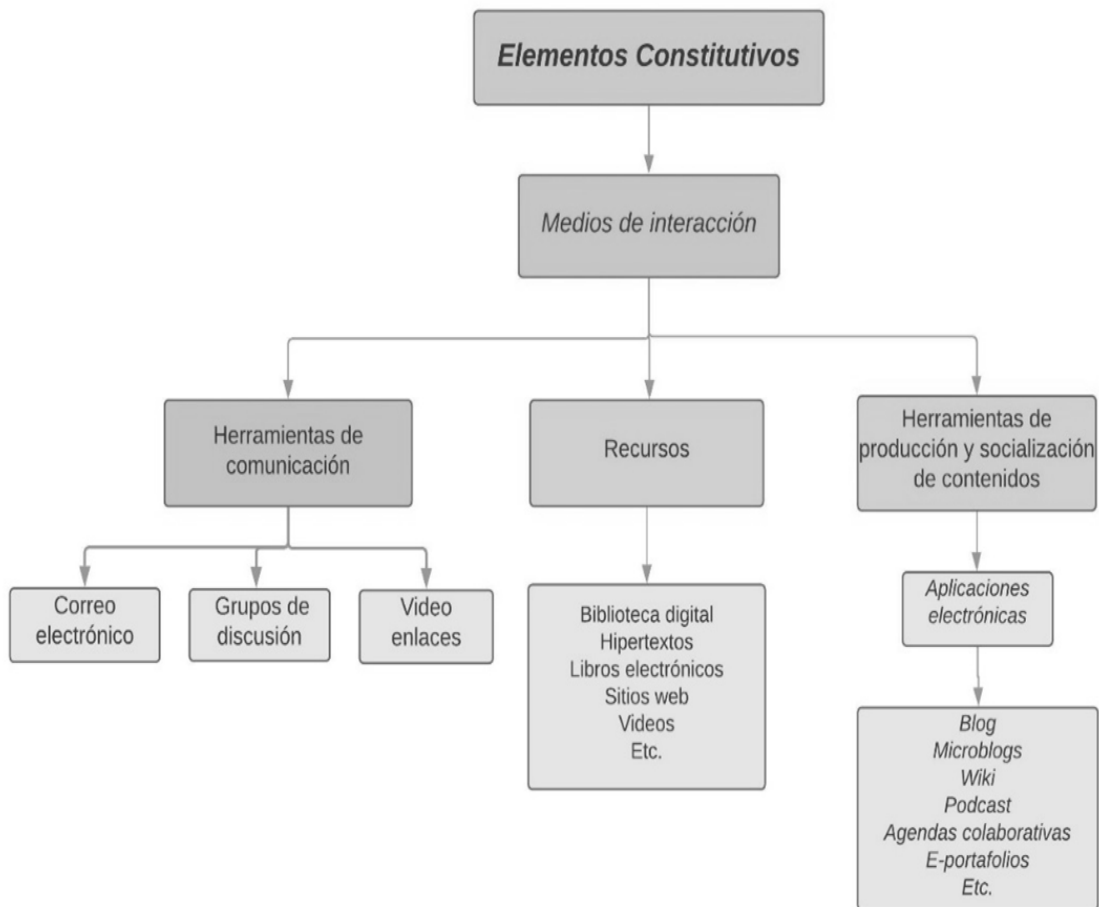 Elementos Constitutivos
Medios de interacción
Herramientas de
comunicación
Recursos
Herramientas de
producción y socialización
de contenidos
Correo
electrónico
Grupos de
discusión
Video
enlaces
Biblioteca digital
Hipertextos
Libros electrónicos
Sitios web
Videos
Etc.
Aplicaciones
electrónicas
Blog
Microblogs
Wiki
Podcast
Agendas colaborativas
E-portafolios
Etc.